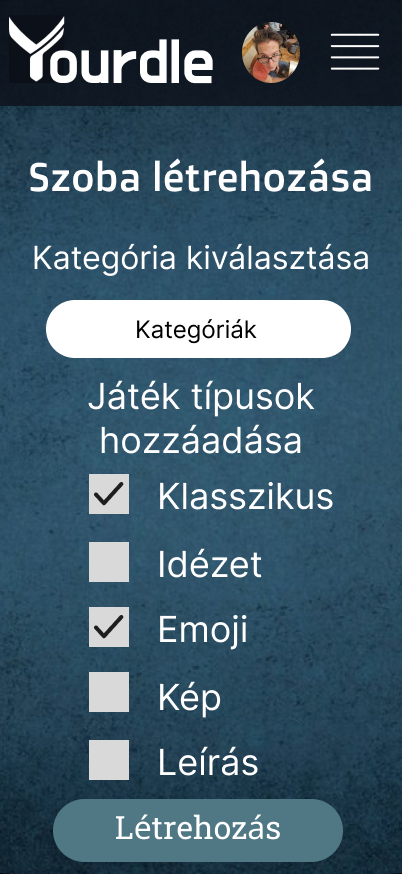 Yourdle
Szoba létrehozása
Kategória kiválasztása
Kategóriák
Játék típusok
hozzáadása
Klasszikus
Idézet
Emoji
Kép
Leírás
Létrehozás